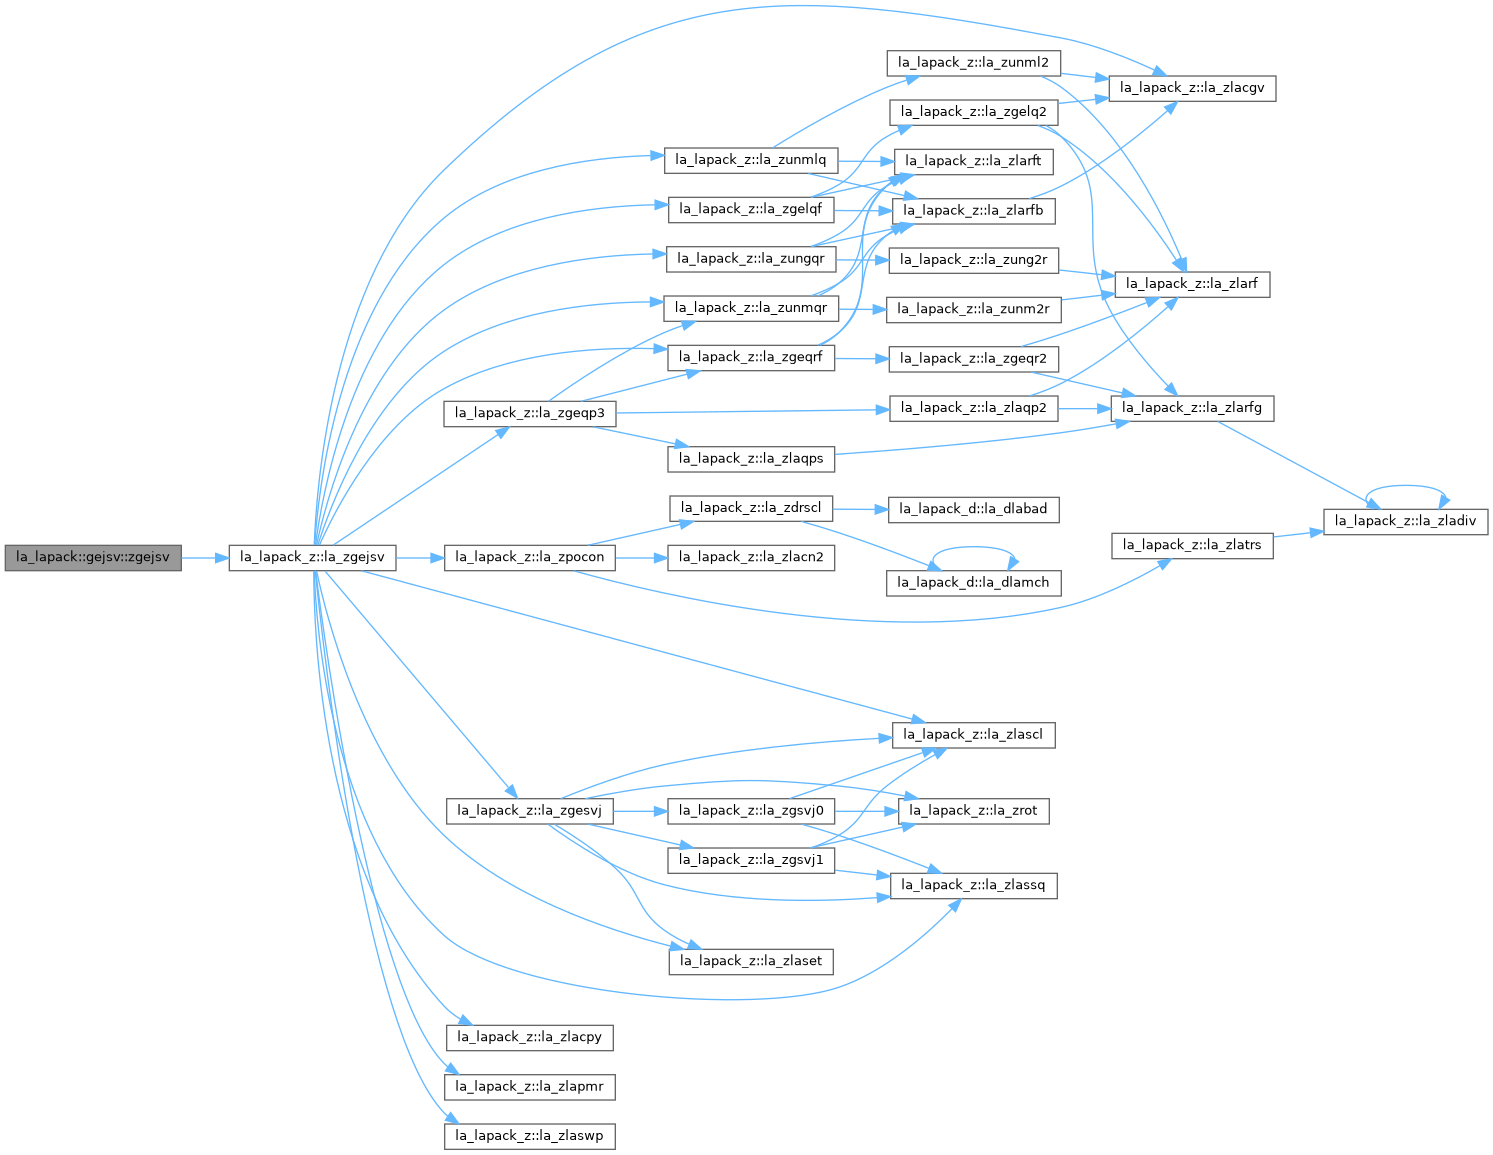 la_lapack_z::la_zunml2
la_lapack_z::la_zlacgv
la_lapack_z::la_zgelq2
la_lapack_z::la_zunmlq
la_lapack_z::la_zlarft
la_lapack_z::la_zgelqf
la_lapack_z::la_zlarfb
la_lapack_z::la_zungqr
la_lapack_z::la_zung2r
la_lapack_z::la_zlarf
la_lapack_z::la_zunmqr
la_lapack_z::la_zunm2r
la_lapack_z::la_zgeqrf
la_lapack_z::la_zgeqr2
la_lapack_z::la_zgeqp3
la_lapack_z::la_zlaqp2
la_lapack_z::la_zlarfg
la_lapack_z::la_zlaqps
la_lapack_z::la_zdrscl
la_lapack_d::la_dlabad
la_lapack_z::la_zladiv
la_lapack::gejsv::zgejsv
la_lapack_z::la_zgejsv
la_lapack_z::la_zpocon
la_lapack_z::la_zlacn2
la_lapack_z::la_zlatrs
la_lapack_d::la_dlamch
la_lapack_z::la_zlascl
la_lapack_z::la_zgesvj
la_lapack_z::la_zgsvj0
la_lapack_z::la_zrot
la_lapack_z::la_zgsvj1
la_lapack_z::la_zlassq
la_lapack_z::la_zlaset
la_lapack_z::la_zlacpy
la_lapack_z::la_zlapmr
la_lapack_z::la_zlaswp